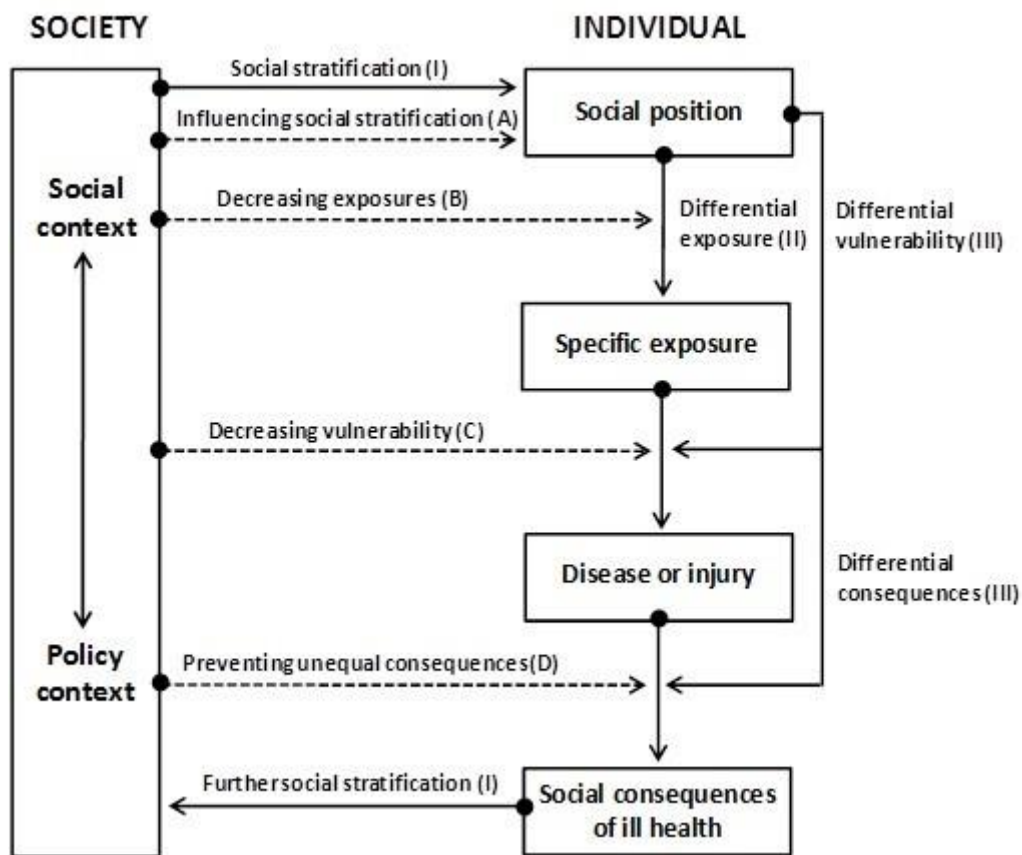 SOCIETY
INDIVIDUAL
Social stratification (I)
Influencing social stratification (A)
Social position
Social
context
Decreasing exposures (B)
Differential
exposure (II)
Differential
vulnerability (III)
Specific exposure
Decreasing vulnerability (C)
Disease or injury
Differential
consequences (III)
Policy
context
Preventing unequal consequences (D)
Further social stratification (I)
Social consequences
of ill health